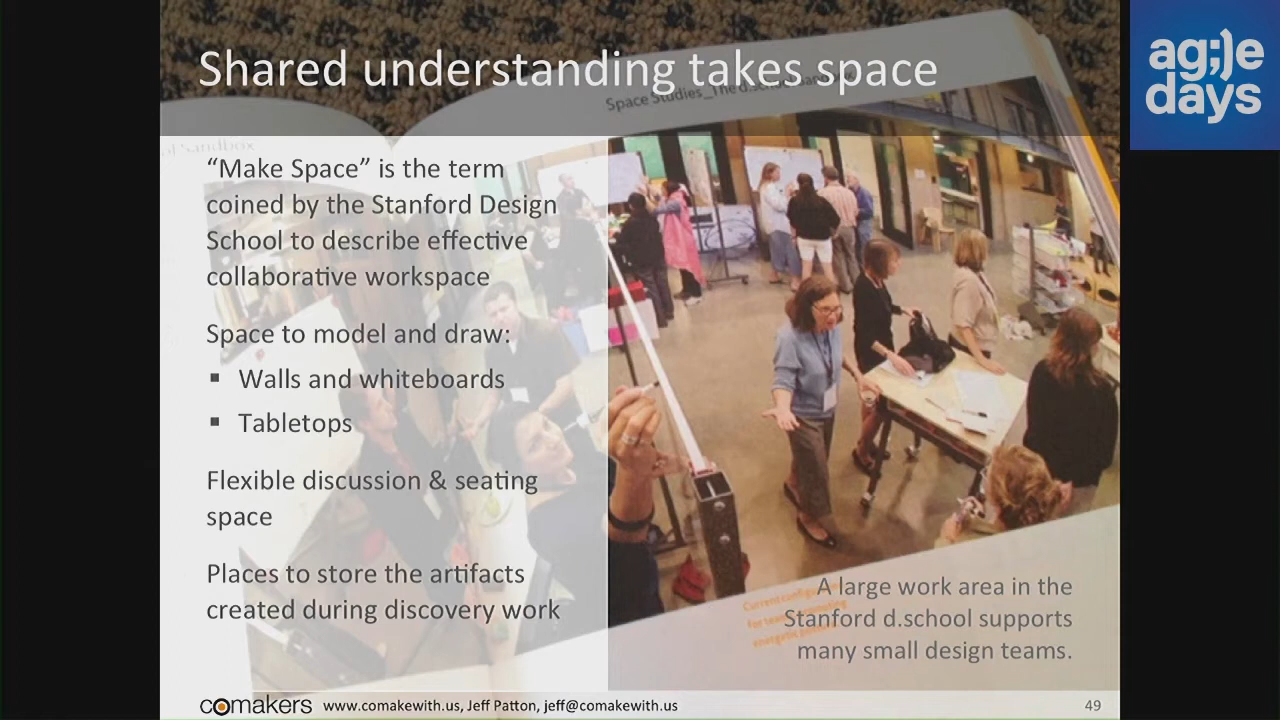 Shared understanding takes space
ag;)e
days
Space Studies_The d.school
“Make Space” is the term
coined by the Stanford Design
School to describe effective
collaborative workspace
Space to model and draw:
▪ Walls and whiteboards
▪ Tabletops
Flexible discussion & seating
space
Places to store the artifacts
created during discovery work
A large work area in the
Stanford d.school supports
many small design teams.
comakers www.comakewith.us, Jeff Patton, jeff@comakewith.us
49